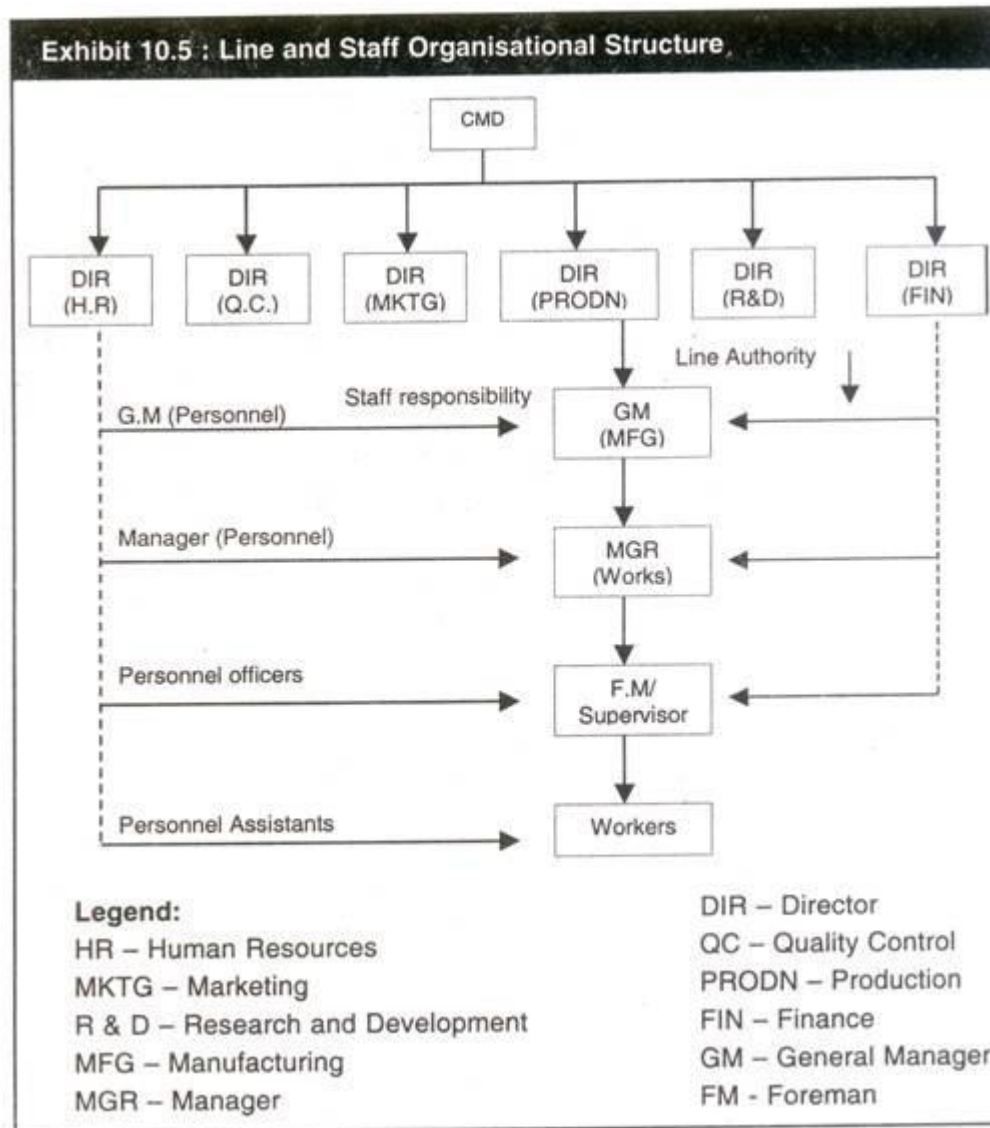 Exhibit 10.5 : Line and Staff Organisational Structure
CMD
DIR
(H.R)
DIR
(Q.C.)
DIR
(MKTG)
DIR
(PRODN)
DIR
(R&D)
DIR
(FIN)
Line Authority
Staff responsibility
G.M (Personnel)
GM
(MFG)
Manager (Personnel)
MGR
(Works)
Personnel officers
F.M/
Supervisor
Personnel Assistants
Workers
Legend:
HR – Human Resources
MKTG – Marketing
R & D – Research and Development
MFG – Manufacturing
MGR – Manager
DIR – Director
QC – Quality Control
PRODN – Production
FIN – Finance
GM – General Manager
FM - Foreman